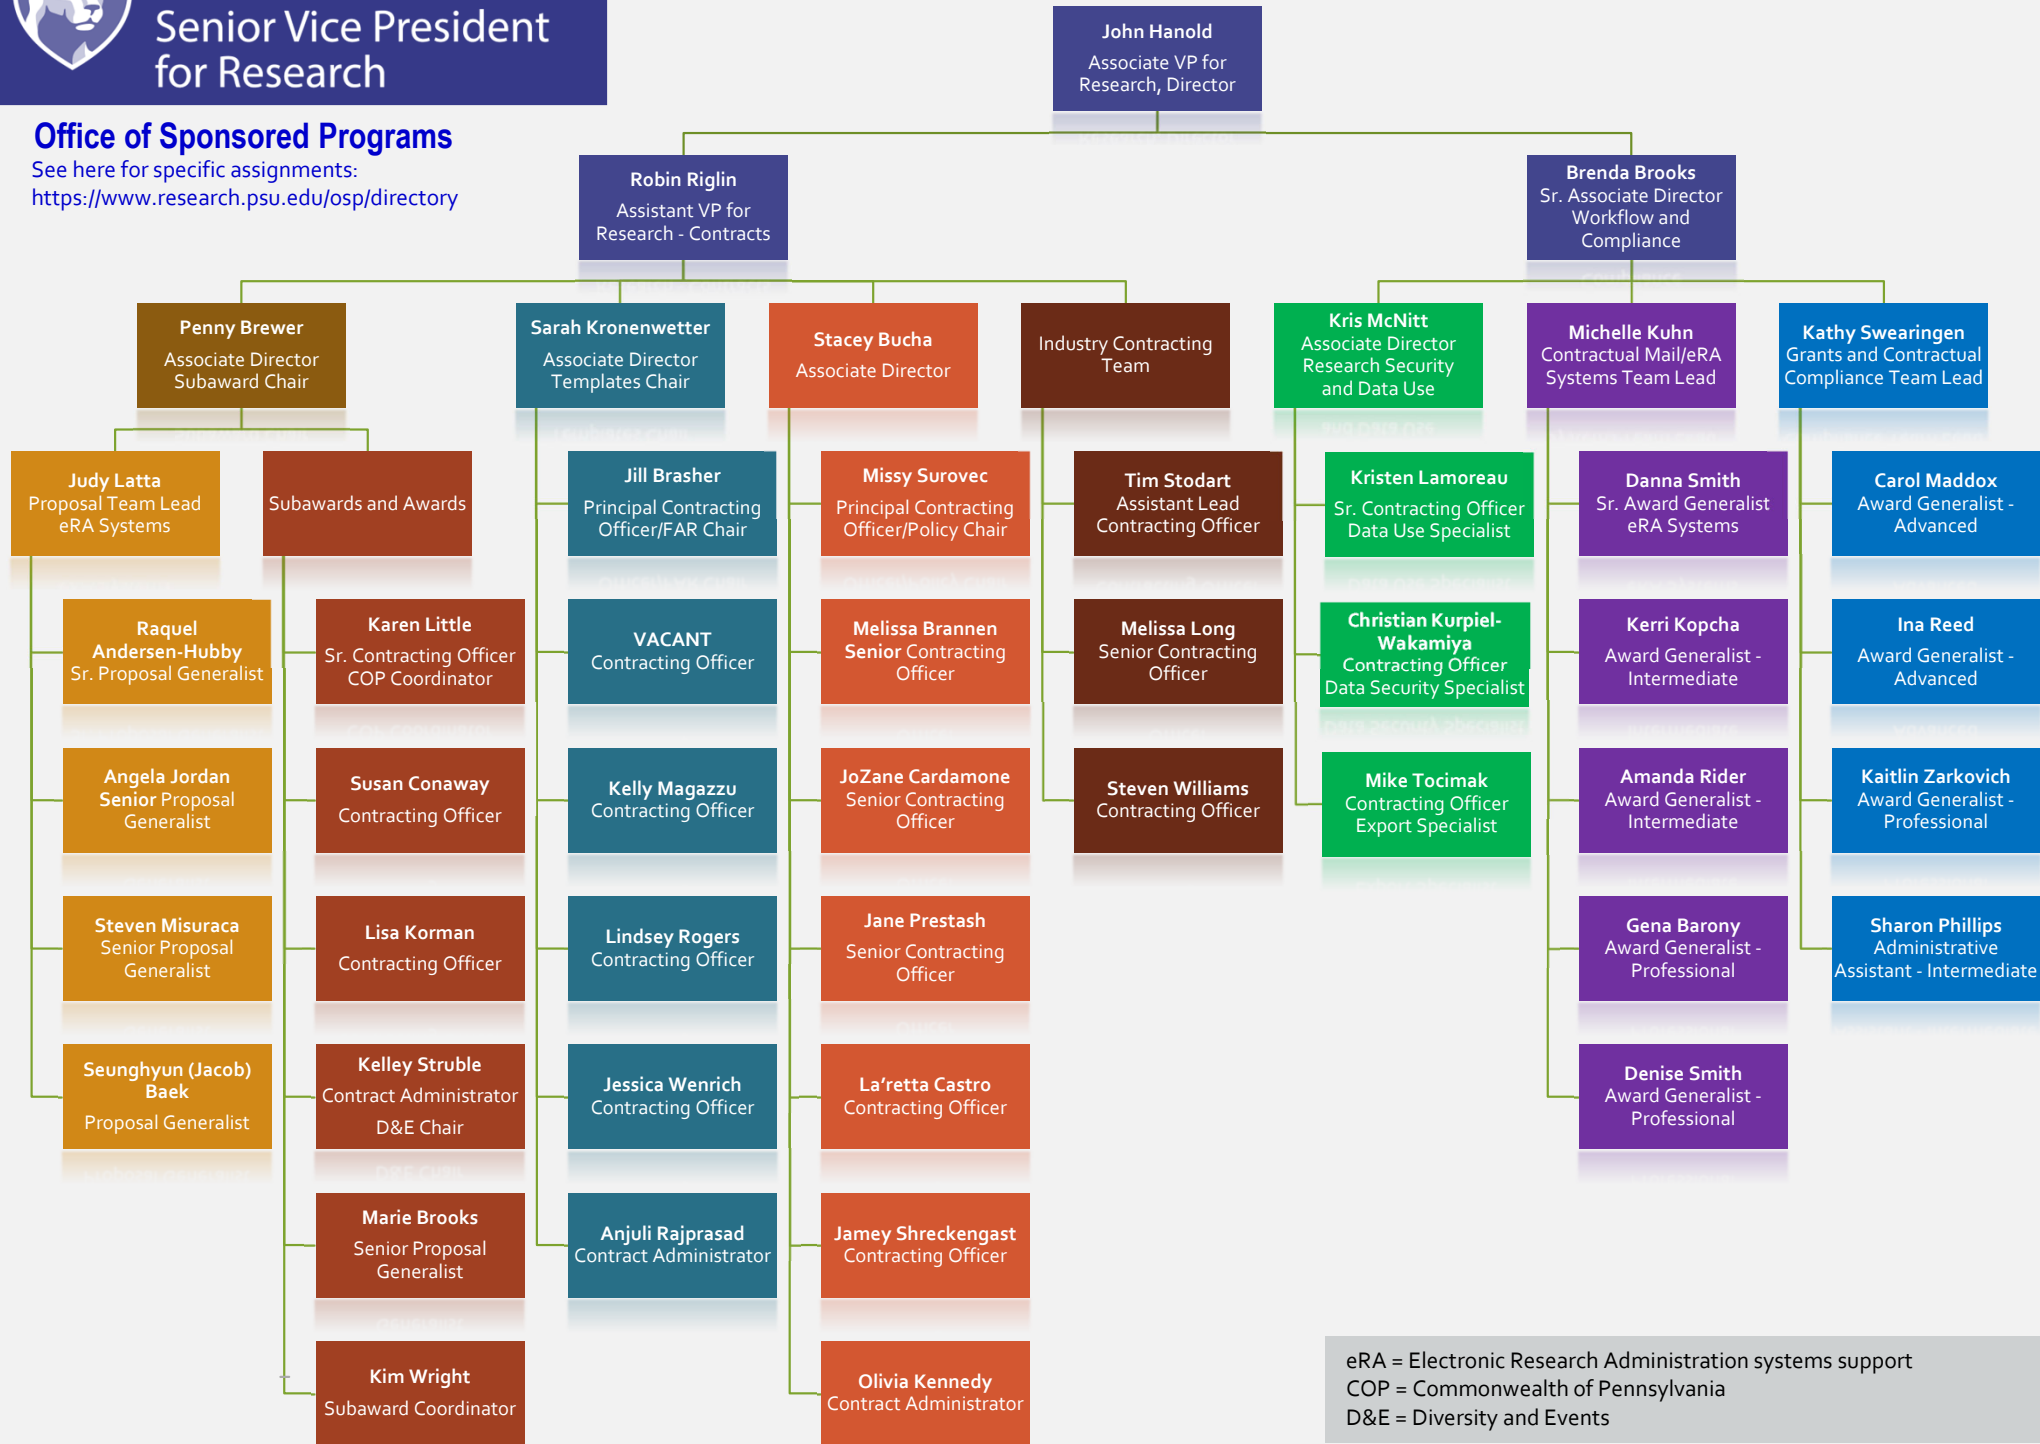 Senior Vice President
for Research
Office of Sponsored Programs
See here for specific assignments:
https://www.research.psu.edu/osp/directory
John Hanold
Associate VP for
Research, Director
Robin Riglin
Assistant VP for
Research - Contracts
Brenda Brooks
Sr. Associate Director
Workflow and
Compliance
Penny Brewer
Associate Director
Subaward Chair
Sarah Kronenwetter
Associate Director
Templates Chair
Stacey Bucha
Associate Director
Industry Contracting
Team
Kris McNitt
Associate Director
Research Security
and Data Use
Michelle Kuhn
Contractual Mail/eRA
Systems Team Lead
Kathy Swearingen
Grants and Contractual
Compliance Team Lead
Judy Latta
Proposal Team Lead
eRA Systems
Subawards and Awards
Jill Brasher
Principal Contracting
Officer/FAR Chair
Missy Surovec
Principal Contracting
Officer/Policy Chair
Tim Stodart
Assistant Lead
Contracting Officer
Kristen Lamoreau
Sr. Contracting Officer
Data Use Specialist
Danna Smith
Sr. Award Generalist
eRA Systems
Carol Maddox
Award Generalist -
Advanced
Raquel
Andersen-Hubby
Sr. Proposal Generalist
Karen Little
Sr. Contracting Officer
COP Coordinator
VACANT
Contracting Officer
Melissa Brannen
Senior Contracting
Officer
Melissa Long
Senior Contracting
Officer
Christian Kurpiel-
Wakamiya
Contracting Officer
Data Security Specialist
Kerri Kopcha
Award Generalist -
Intermediate
Ina Reed
Award Generalist -
Advanced
Angela Jordan
Senior Proposal
Generalist
Susan Conaway
Contracting Officer
Kelly Magazzu
Contracting Officer
JoZane Cardamone
Senior Contracting
Officer
Steven Williams
Contracting Officer
Mike Tocimak
Contracting Officer
Export Specialist
Amanda Rider
Award Generalist -
Intermediate
Kaitlin Zarkovich
Award Generalist -
Professional
Steven Misuraca
Senior Proposal
Generalist
Lisa Korman
Contracting Officer
Lindsey Rogers
Contracting Officer
Jane Prestash
Senior Contracting
Officer
Gena Barony
Award Generalist -
Professional
Sharon Phillips
Administrative
Assistant - Intermediate
Seunghyun (Jacob)
Baek
Proposal Generalist
Kelley Struble
Contract Administrator
D&E Chair
Jessica Wenrich
Contracting Officer
La'retta Castro
Contracting Officer
Denise Smith
Award Generalist -
Professional
Marie Brooks
Senior Proposal
Generalist
Anjuli Rajprasad
Contract Administrator
Jamey Shreckengast
Contracting Officer
Kim Wright
Subaward Coordinator
Olivia Kennedy
Contract Administrator
eRA = Electronic Research Administration systems support
COP = Commonwealth of Pennsylvania
D&E = Diversity and Events